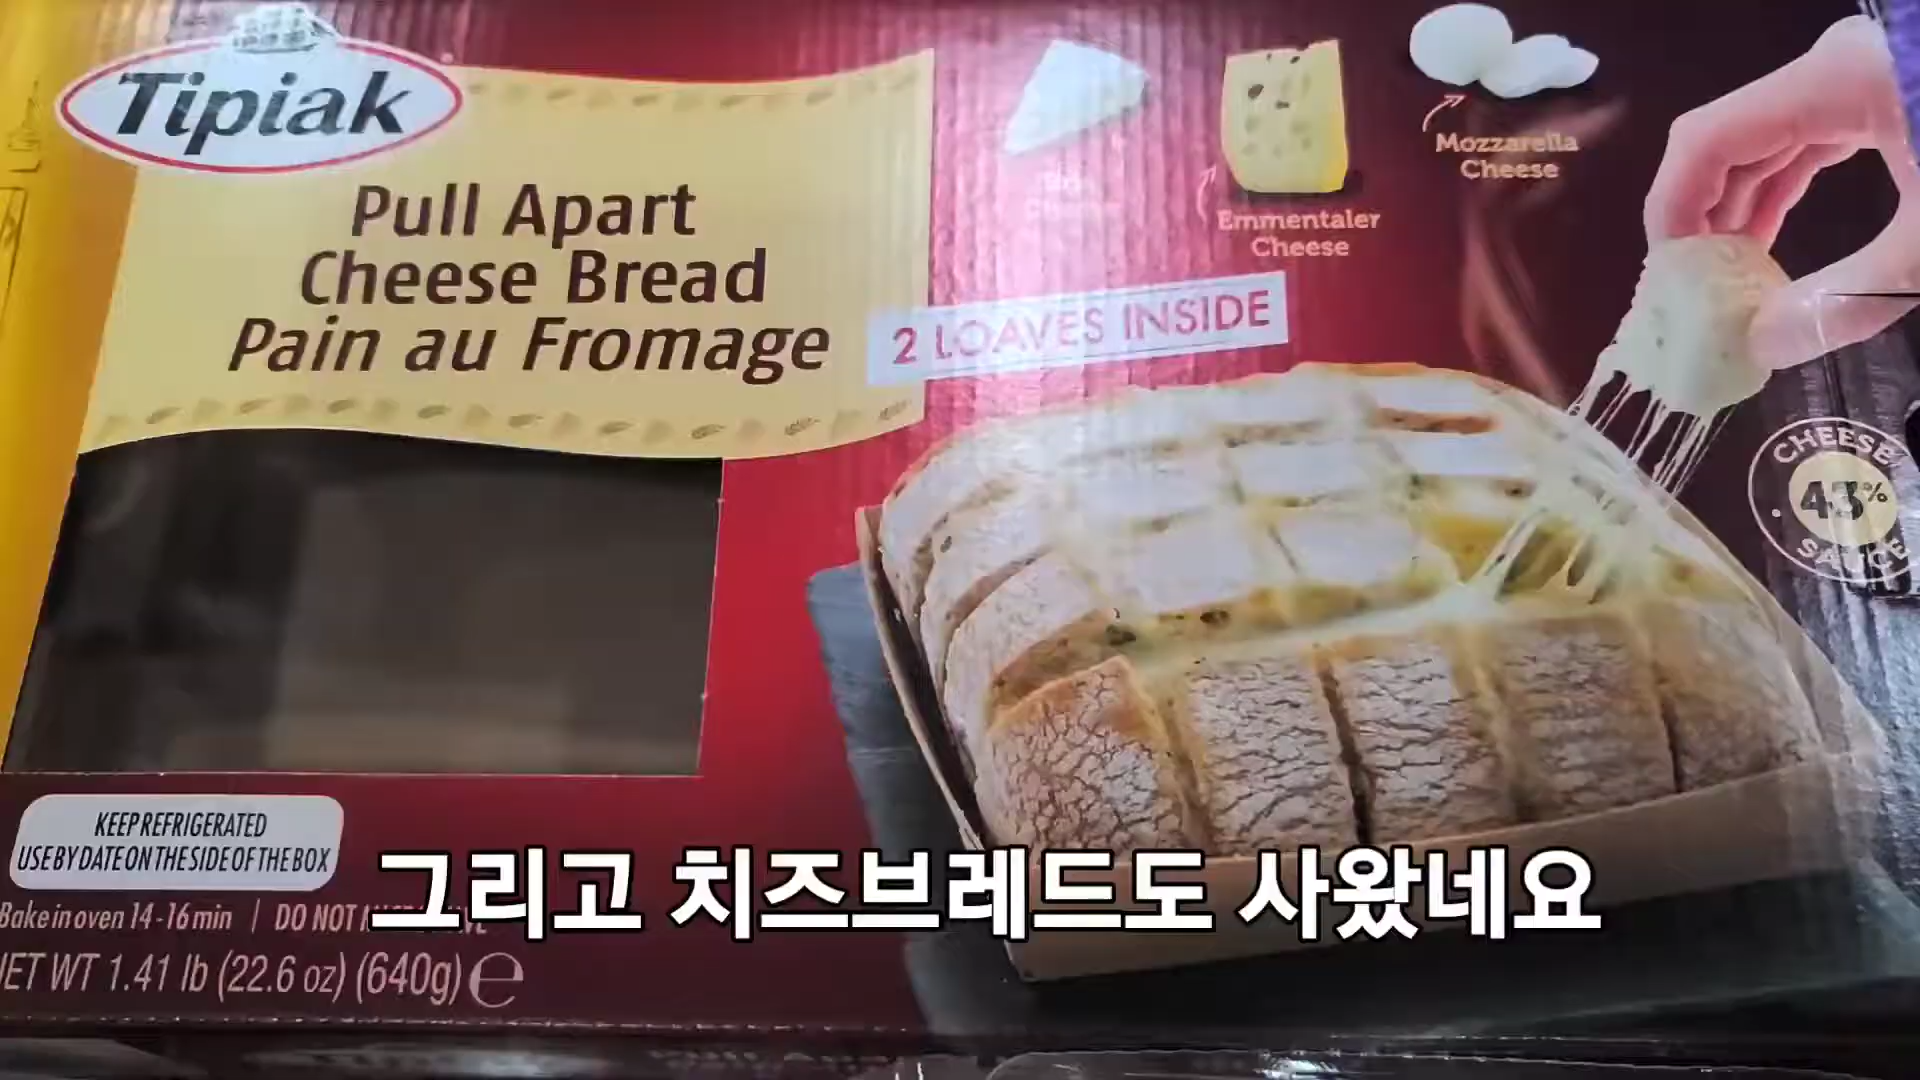 Tipiak
Pull Apart
Cheese Bread
Pain au Fromage
2 LOAVES INSIDE
Emmentaler
Cheese
Mozzarella
Cheese
CHEESE
43%
SAUCE
KEEP REFRIGERATED
USE BY DATE ON THE SIDE OF THE BOX
Bake in oven 14-16 min | DO NOT
그리고 치즈브레드도 사왔네요
NET WT 1.41 lb (22.6 oz) (640g) e